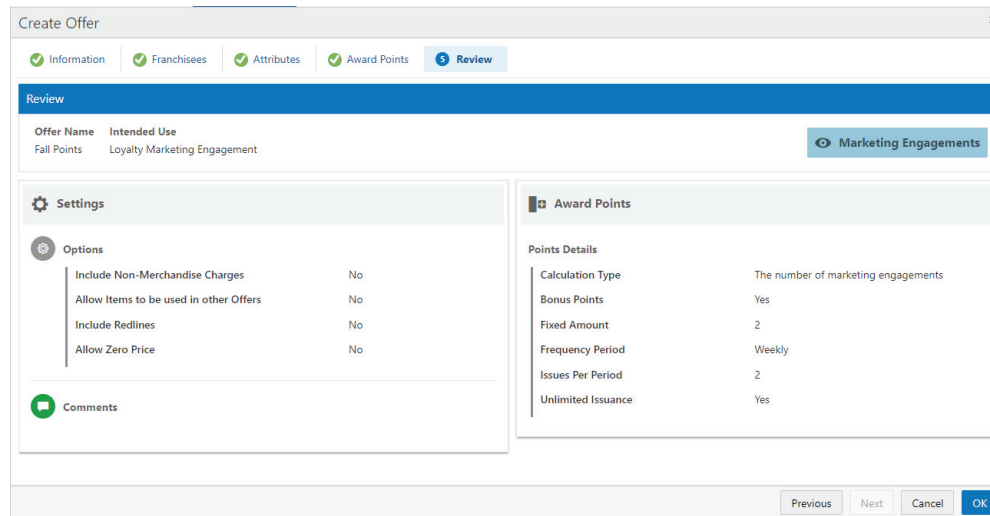 Create Offer
Information Franchisees Attributes Award Points 5 Review
Review
Offer Name Intended Use
Fall Points Loyalty Marketing Engagement
Marketing Engagements
Settings
Options
Include Non-Merchandise Charges No
Allow Items to be used in other Offers No
Include Redlines No
Allow Zero Price No
Comments
Award Points
Points Details
Calculation Type The number of marketing engagements
Bonus Points Yes
Fixed Amount 2
Frequency Period Weekly
Issues Per Period 2
Unlimited Issuance Yes
Previous Next Cancel OK